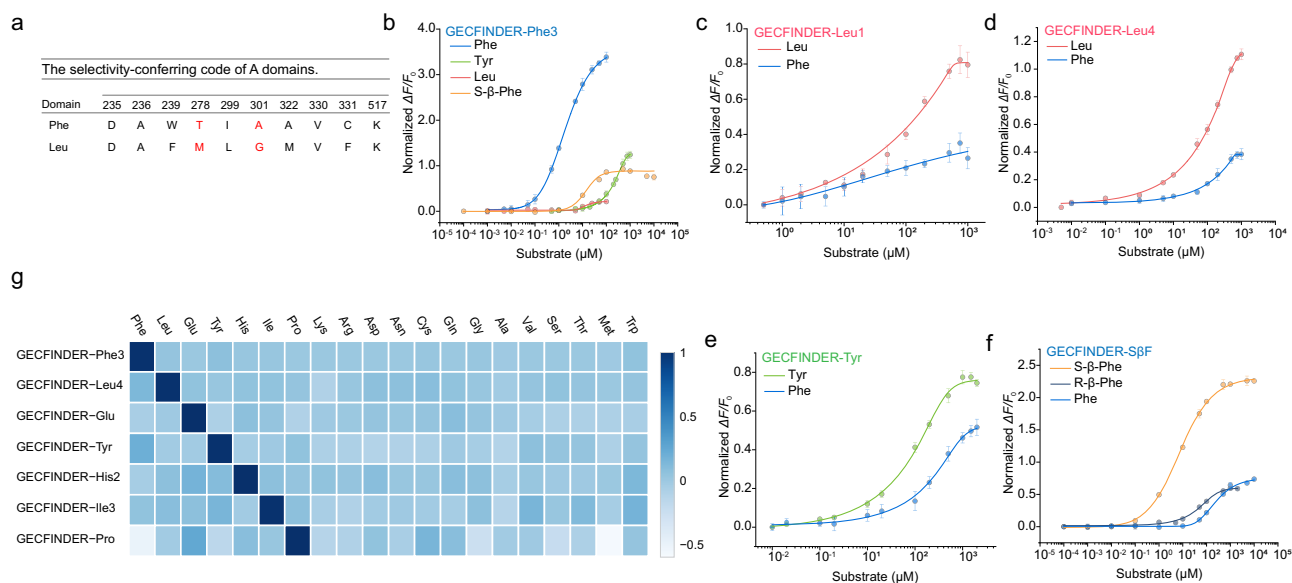 a
The selectivity-conferring code of A domains.
Domain 235 236 239 278 299 301 322 330 331 517
Phe D A W T I A A V C K
Leu D A F M L G M V F K
b
GECFINDER-Phe3
Phe
Tyr
Leu
S-β-Phe
Normalized ΔF/F₀
4.0
3.0
2.0
1.0
0.0
10⁻⁵ 10⁻⁴ 10⁻³ 10⁻² 10⁻¹ 10⁰ 10¹ 10² 10³ 10⁴ 10⁵
Substrate (µM)
c
GECFINDER-Leu1
Leu
Phe
Normalized ΔF/F₀
1.0
0.8
0.6
0.4
0.2
0.0
10⁰ 10¹ 10² 10³
Substrate (µM)
d
GECFINDER-Leu4
Leu
Phe
Normalized ΔF/F₀
1.2
1.0
0.8
0.6
0.4
0.2
0.0
10⁻³ 10⁻² 10⁻¹ 10⁰ 10¹ 10² 10³ 10⁴
Substrate (µM)
g
Phe Leu Glu Tyr His Ile Pro Lys Arg Asp Asn Cys Gln Gly Ala Val Ser Thr Met Trp
GECFINDER−Phe3
GECFINDER−Leu4
GECFINDER−Glu
GECFINDER−Tyr
GECFINDER−His2
GECFINDER−Ile3
GECFINDER−Pro
1
0.5
0
−0.5
e
GECFINDER-Tyr
Tyr
Phe
Normalized ΔF/F₀
0.8
0.6
0.4
0.2
0.0
10⁻² 10⁻¹ 10⁰ 10¹ 10² 10³
Substrate (µM)
f
GECFINDER-SβF
S-β-Phe
R-β-Phe
Phe
Normalized ΔF/F₀
2.5
2.0
1.5
1.0
0.5
0.0
10⁻⁵ 10⁻⁴ 10⁻³ 10⁻² 10⁻¹ 10⁰ 10¹ 10² 10³ 10⁴ 10⁵
Substrate (µM)